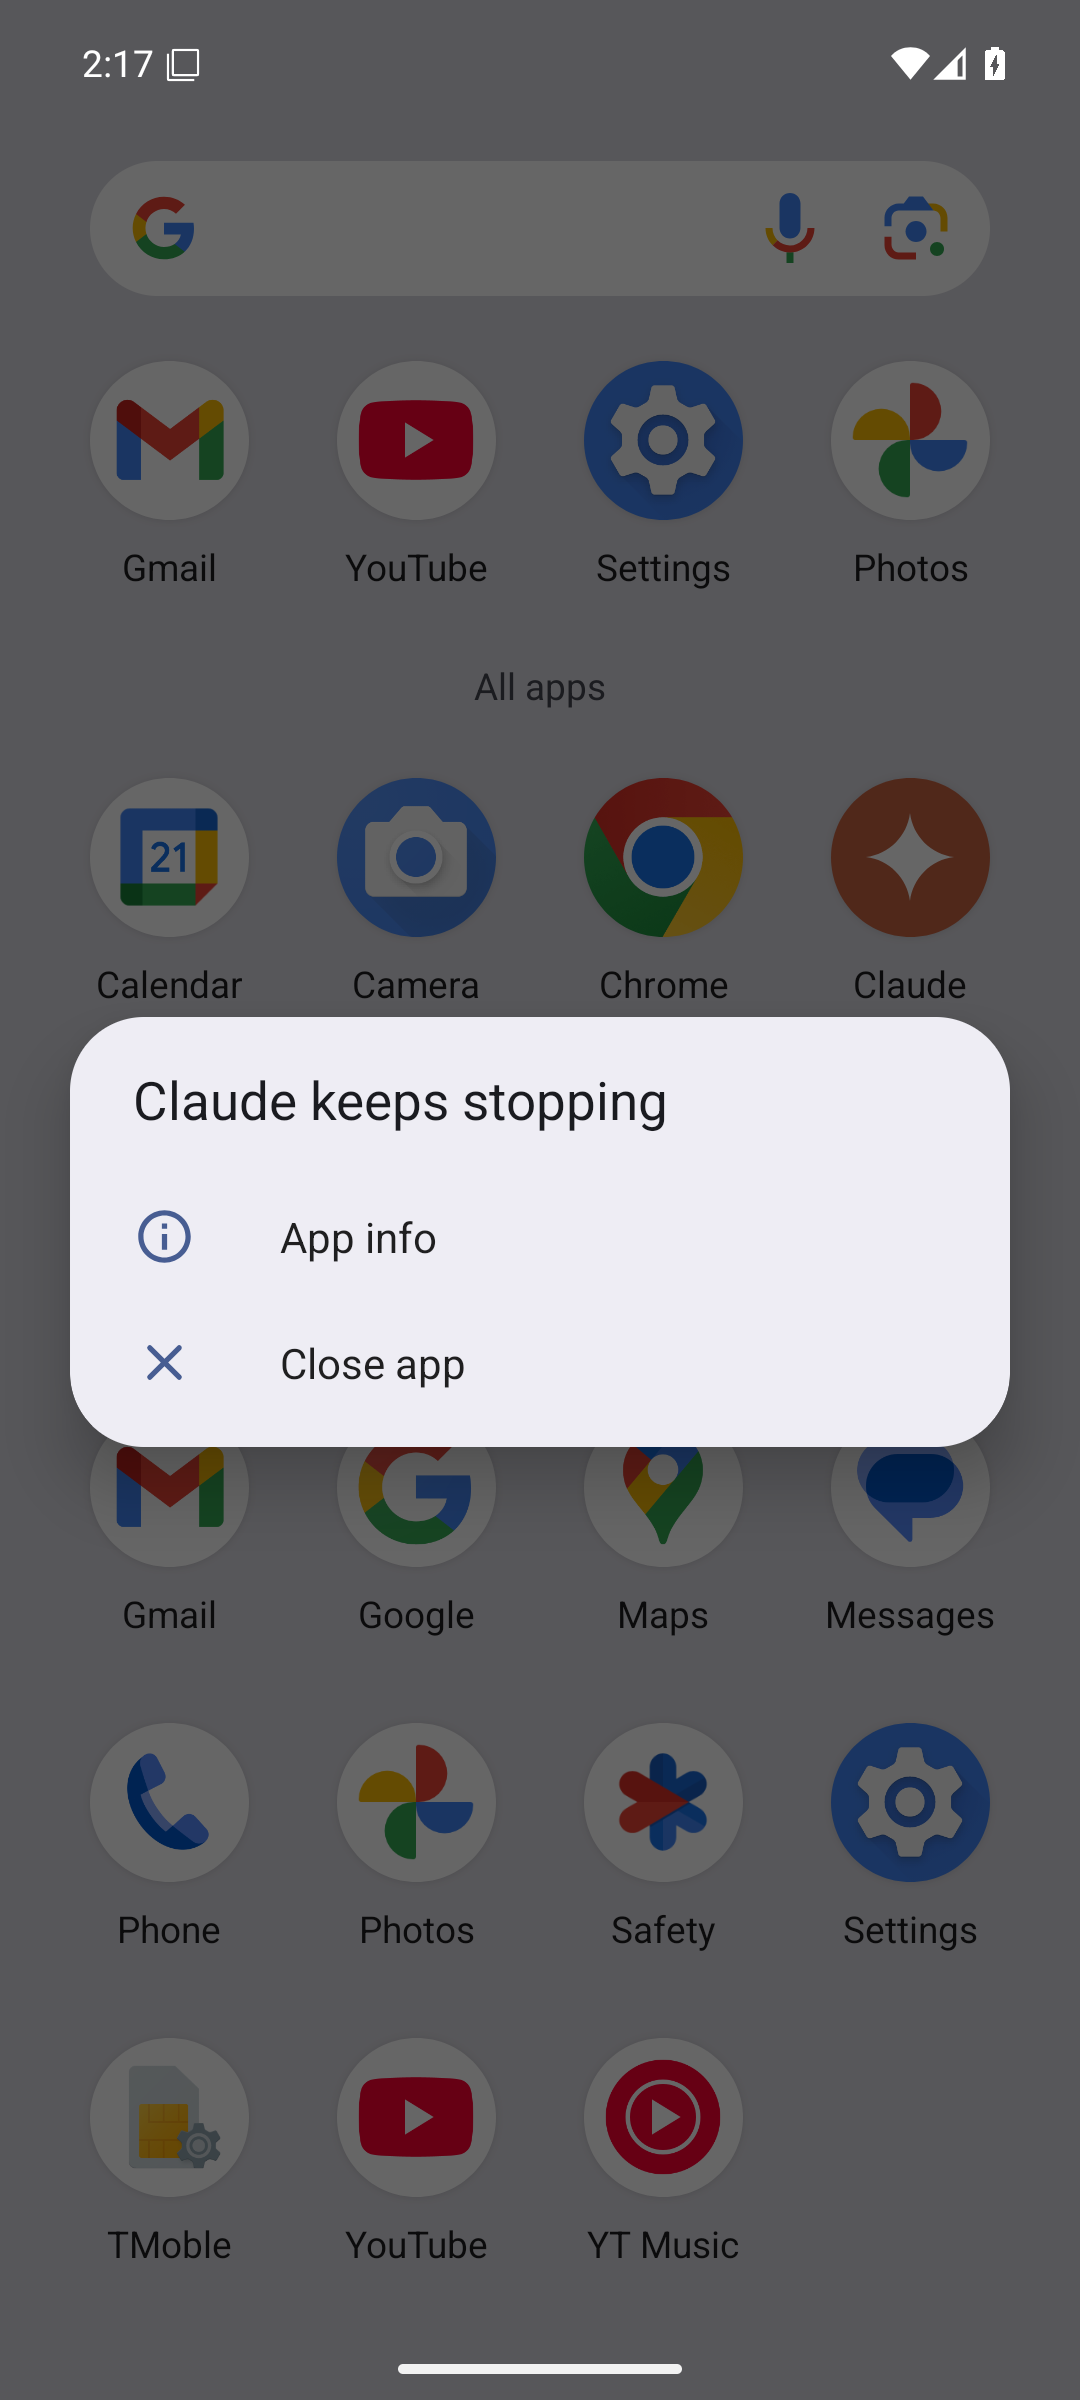 2:17
Gmail YouTube Settings Photos
All apps
21
Calendar Camera Chrome Claude
Claude keeps stopping
App info
Close app
Gmail Google Maps Messages
Phone Photos Safety Settings
TMoble YouTube YT Music